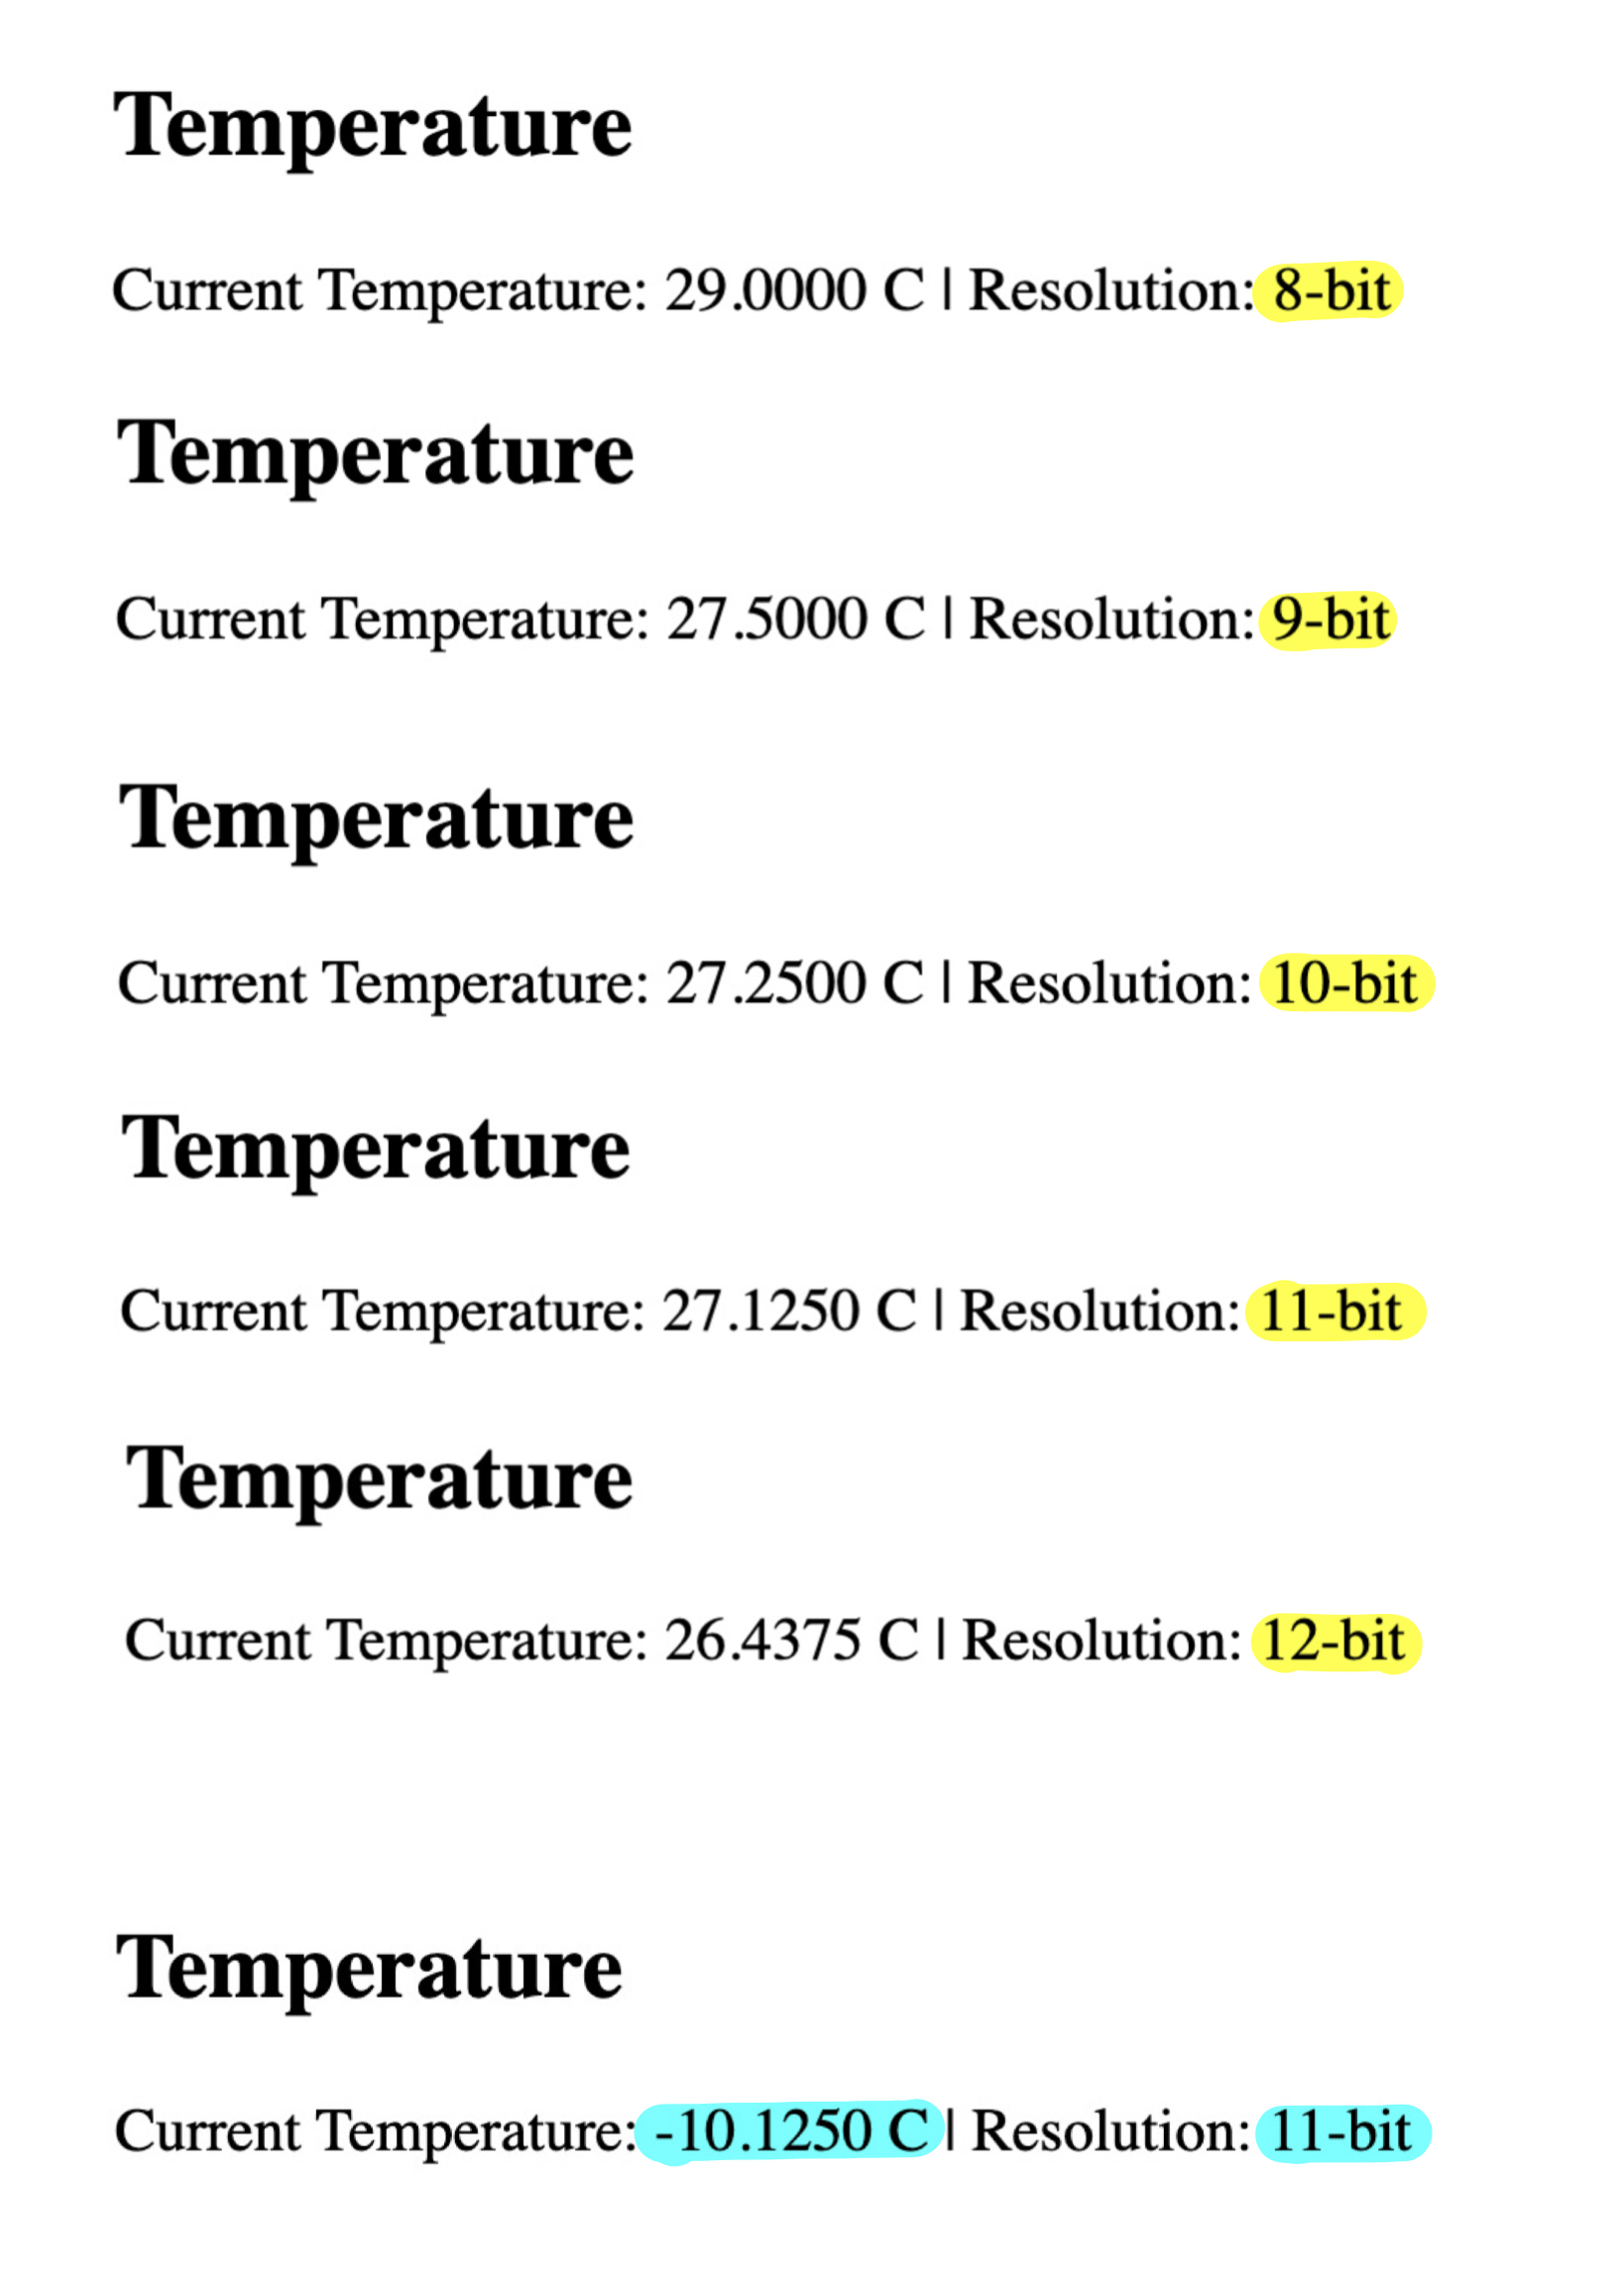 Temperature
Current Temperature: 29.0000 C | Resolution: 8-bit
Temperature
Current Temperature: 27.5000 C | Resolution: 9-bit
Temperature
Current Temperature: 27.2500 C | Resolution: 10-bit
Temperature
Current Temperature: 27.1250 C | Resolution: 11-bit
Temperature
Current Temperature: 26.4375 C | Resolution: 12-bit
Temperature
Current Temperature: -10.1250 C | Resolution: 11-bit